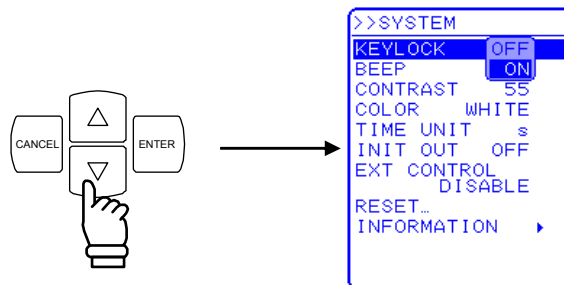 CANCEL
ENTER
>>SYSTEM
KEYLOCK OFF
BEEP ON
CONTRAST 55
COLOR WHITE
TIME UNIT s
INIT OUT OFF
EXT CONTROL
DISABLE
RESET…
INFORMATION